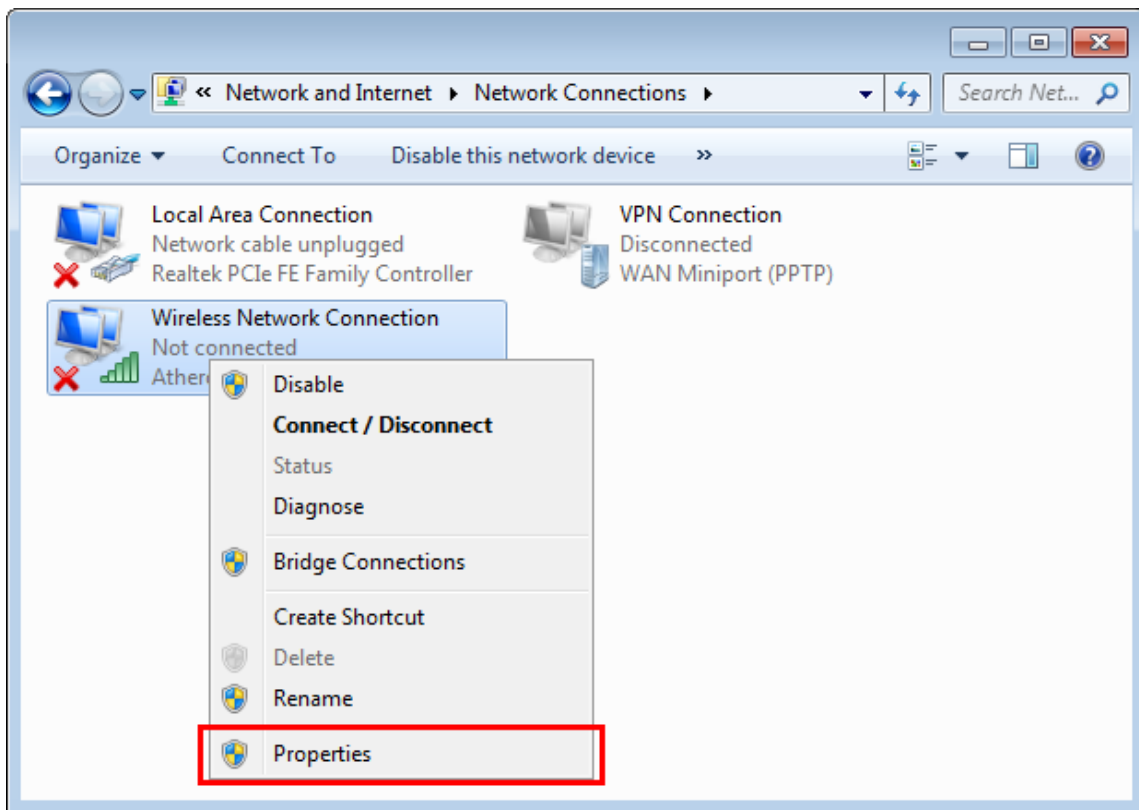 « Network and Internet Network Connections
Search Net...
Organize Connect To Disable this network device »
Local Area Connection
Network cable unplugged
Realtek PCIe FE Family Controller
VPN Connection
Disconnected
WAN Miniport (PPTP)
Wireless Network Connection
Not connected
Disable
Connect / Disconnect
Status
Diagnose
Bridge Connections
Create Shortcut
Delete
Rename
Properties